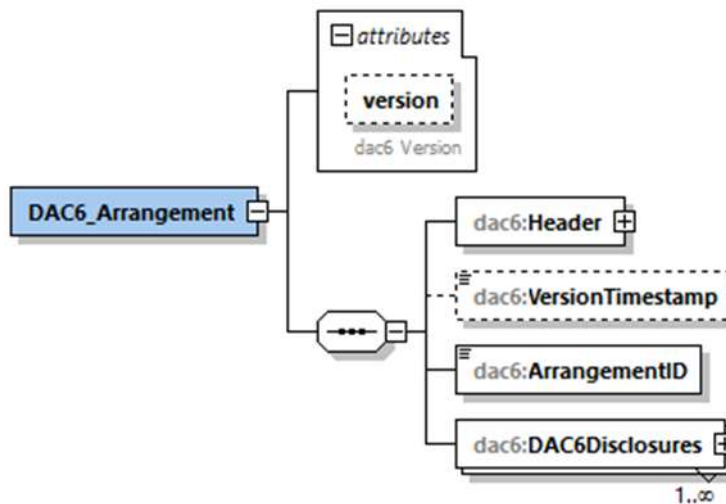 attributes
version
dac6 Version
DAC6_Arrangement
dac6:Header
dac6:VersionTimestamp
dac6:ArrangementID
dac6:DAC6Disclosures
1..∞